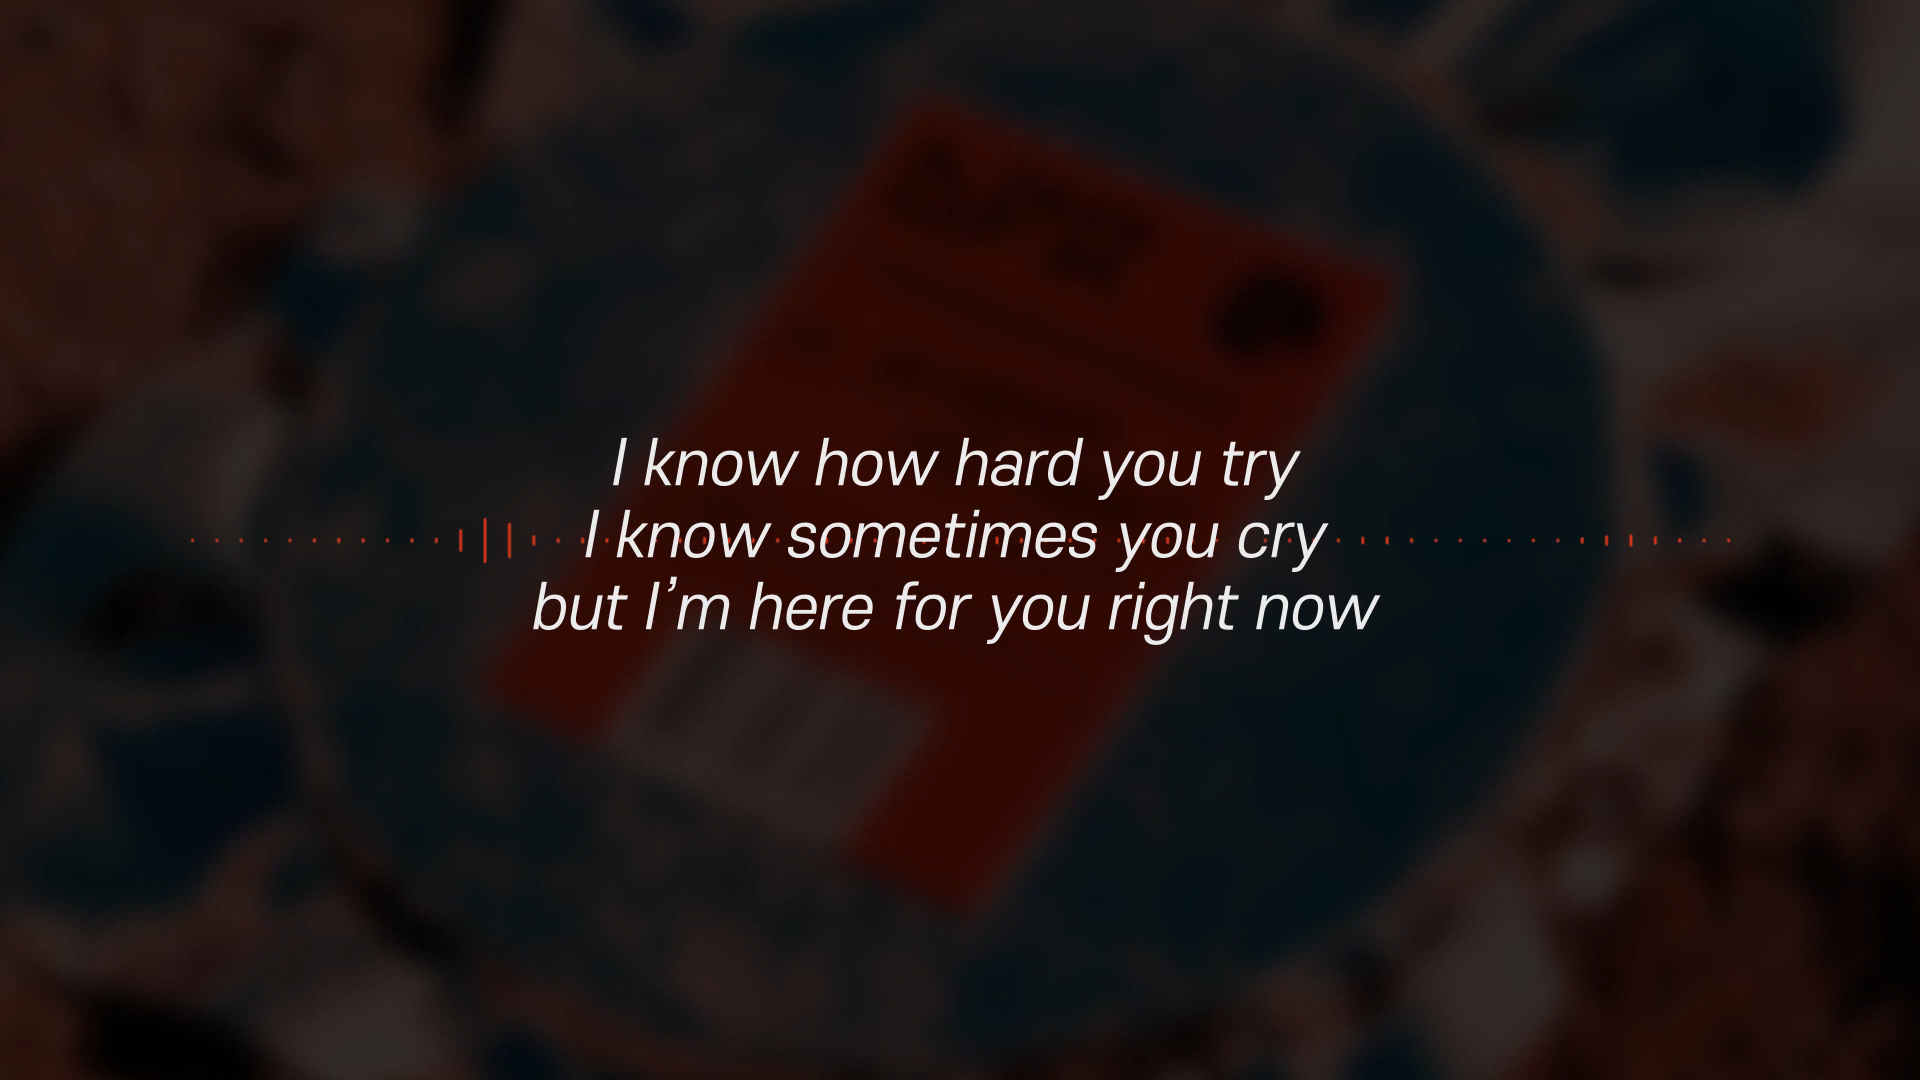 I know how hard you try
I know sometimes you cry
but I’m here for you right now